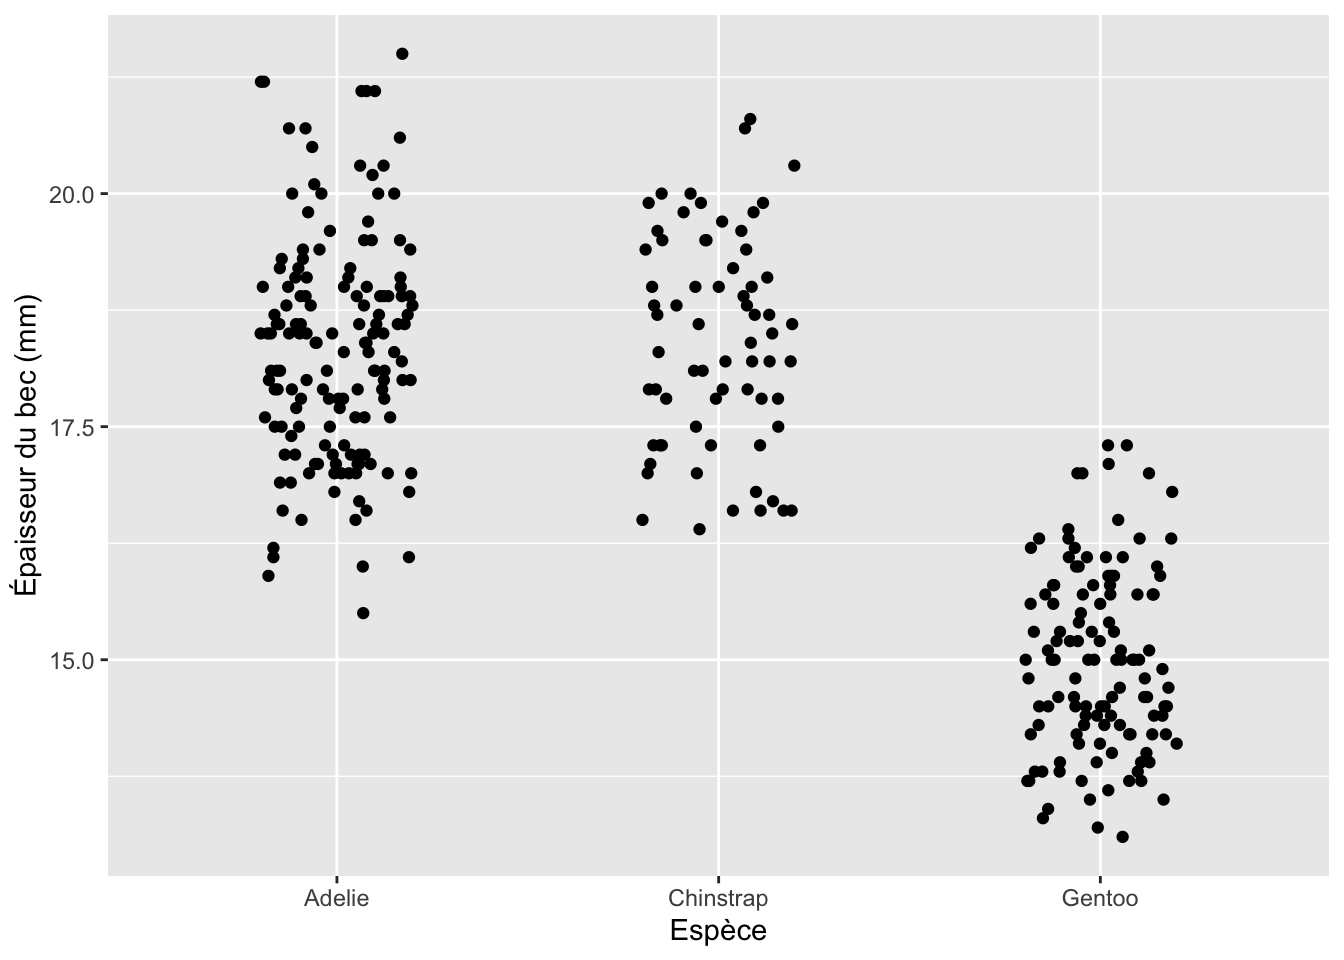 Épaisseur du bec (mm)
20.0
17.5
15.0
Adelie
Chinstrap
Gentoo
Espèce